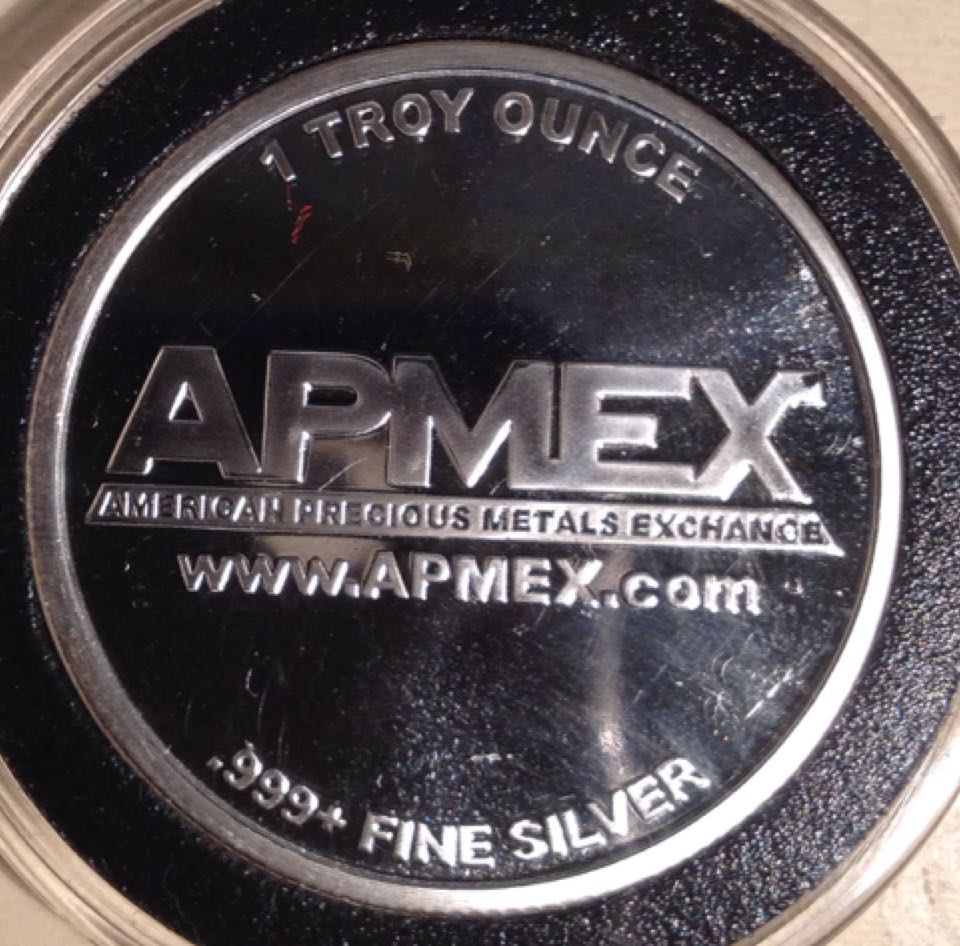 1 TROY OUNCE
APMEX
AMERICAN PRECIOUS METALS EXCHANGE
www.APMEX.com
.999+ FINE SILVER